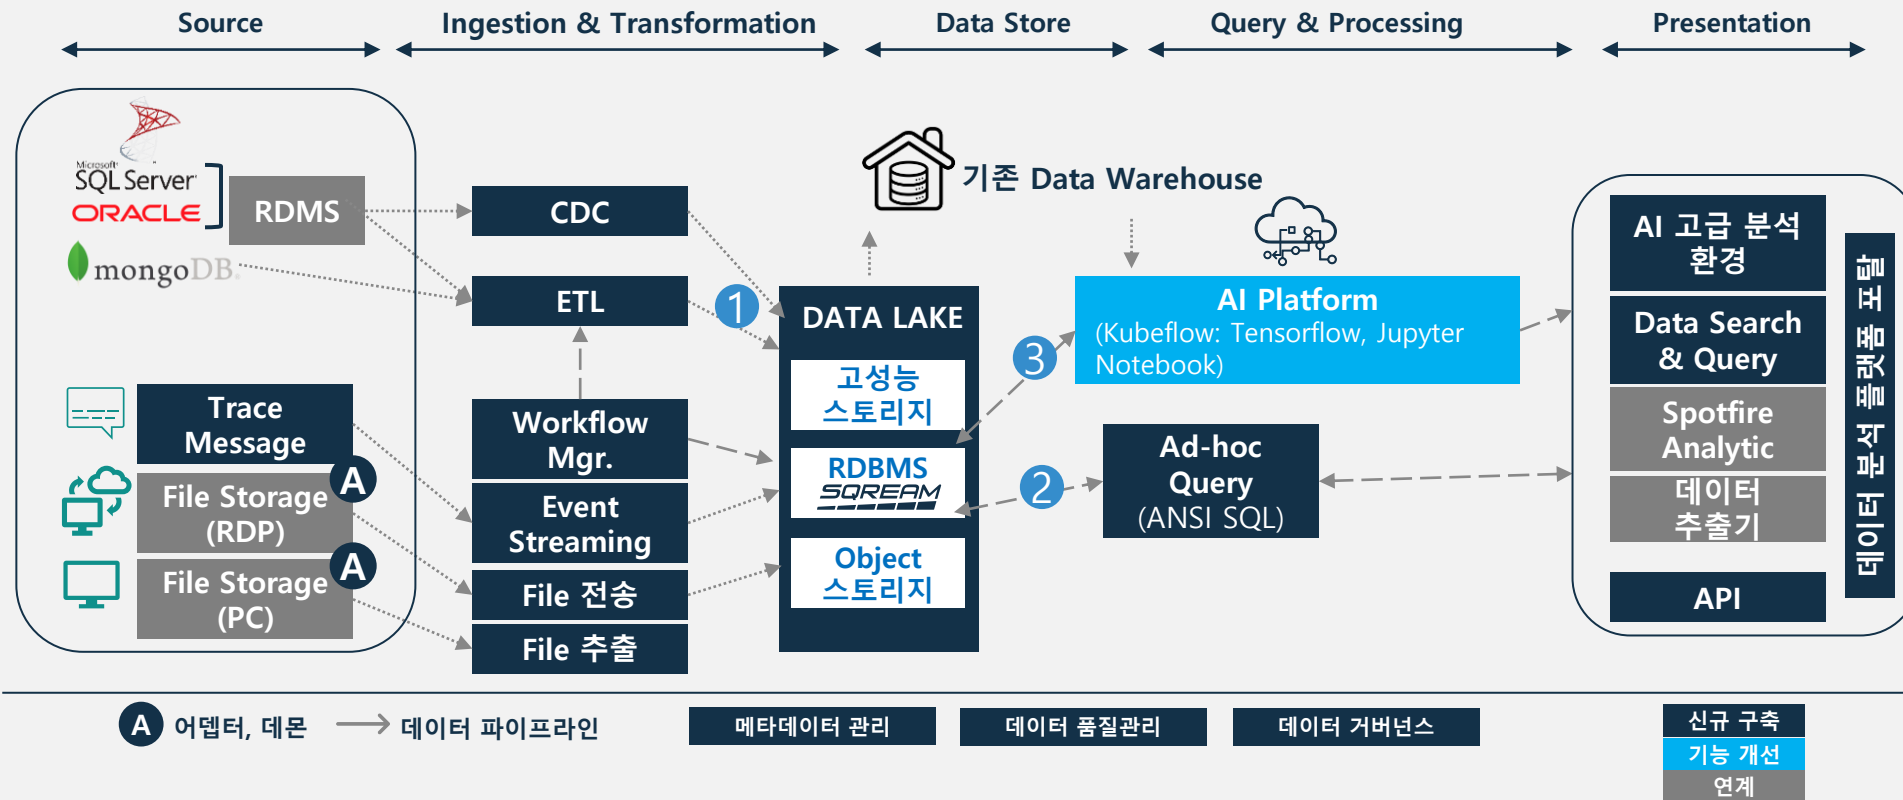 Source
Ingestion & Transformation
Data Store
Query & Processing
Presentation
Microsoft
SQL Server
ORACLE
mongoDB
RDMS
Trace
Message
File Storage
(RDP)
A
File Storage
(PC)
A
CDC
ETL
Workflow
Mgr.
Event
Streaming
File 전송
File 추출
1
기존 Data Warehouse
DATA LAKE
고성능
스토리지
RDBMS
SQREAM
Object
스토리지
3
2
AI Platform
(Kubeflow: Tensorflow, Jupyter
Notebook)
Ad-hoc
Query
(ANSI SQL)
AI 고급 분석
환경
Data Search
& Query
Spotfire
Analytic
데이터
추출기
API
데이터 분석 플랫폼 포탈
A 어뎁터, 데몬
데이터 파이프라인
메타데이터 관리
데이터 품질관리
데이터 거버넌스
신규 구축
기능 개선
연계